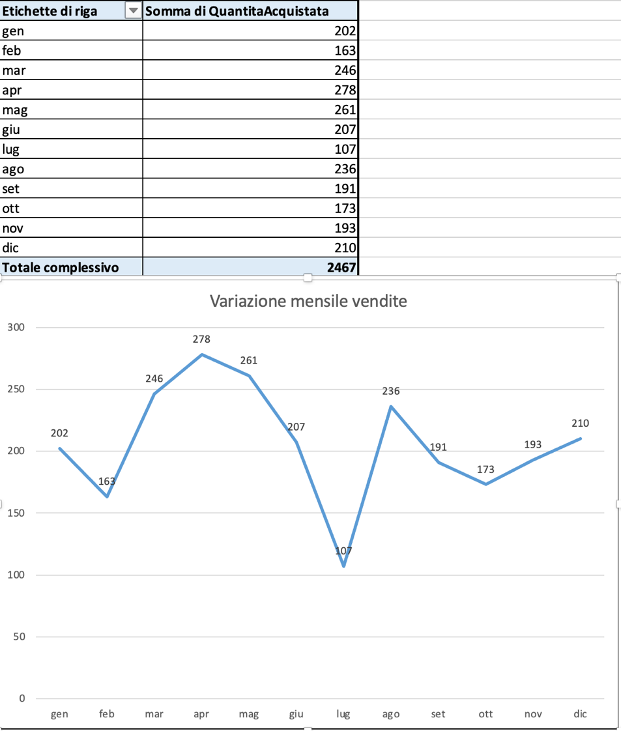 Etichette di riga Somma di QuantitaAcquistata
gen 202
feb 163
mar 246
apr 278
mag 261
giu 207
lug 107
ago 236
set 191
ott 173
nov 193
dic 210
Totale complessivo 2467
Variazione mensile vendite
300
278
261
246
250
236
207
210
202
200
191
193
173
163
150
107
100
50
0
gen feb mar apr mag giu lug ago set ott nov dic